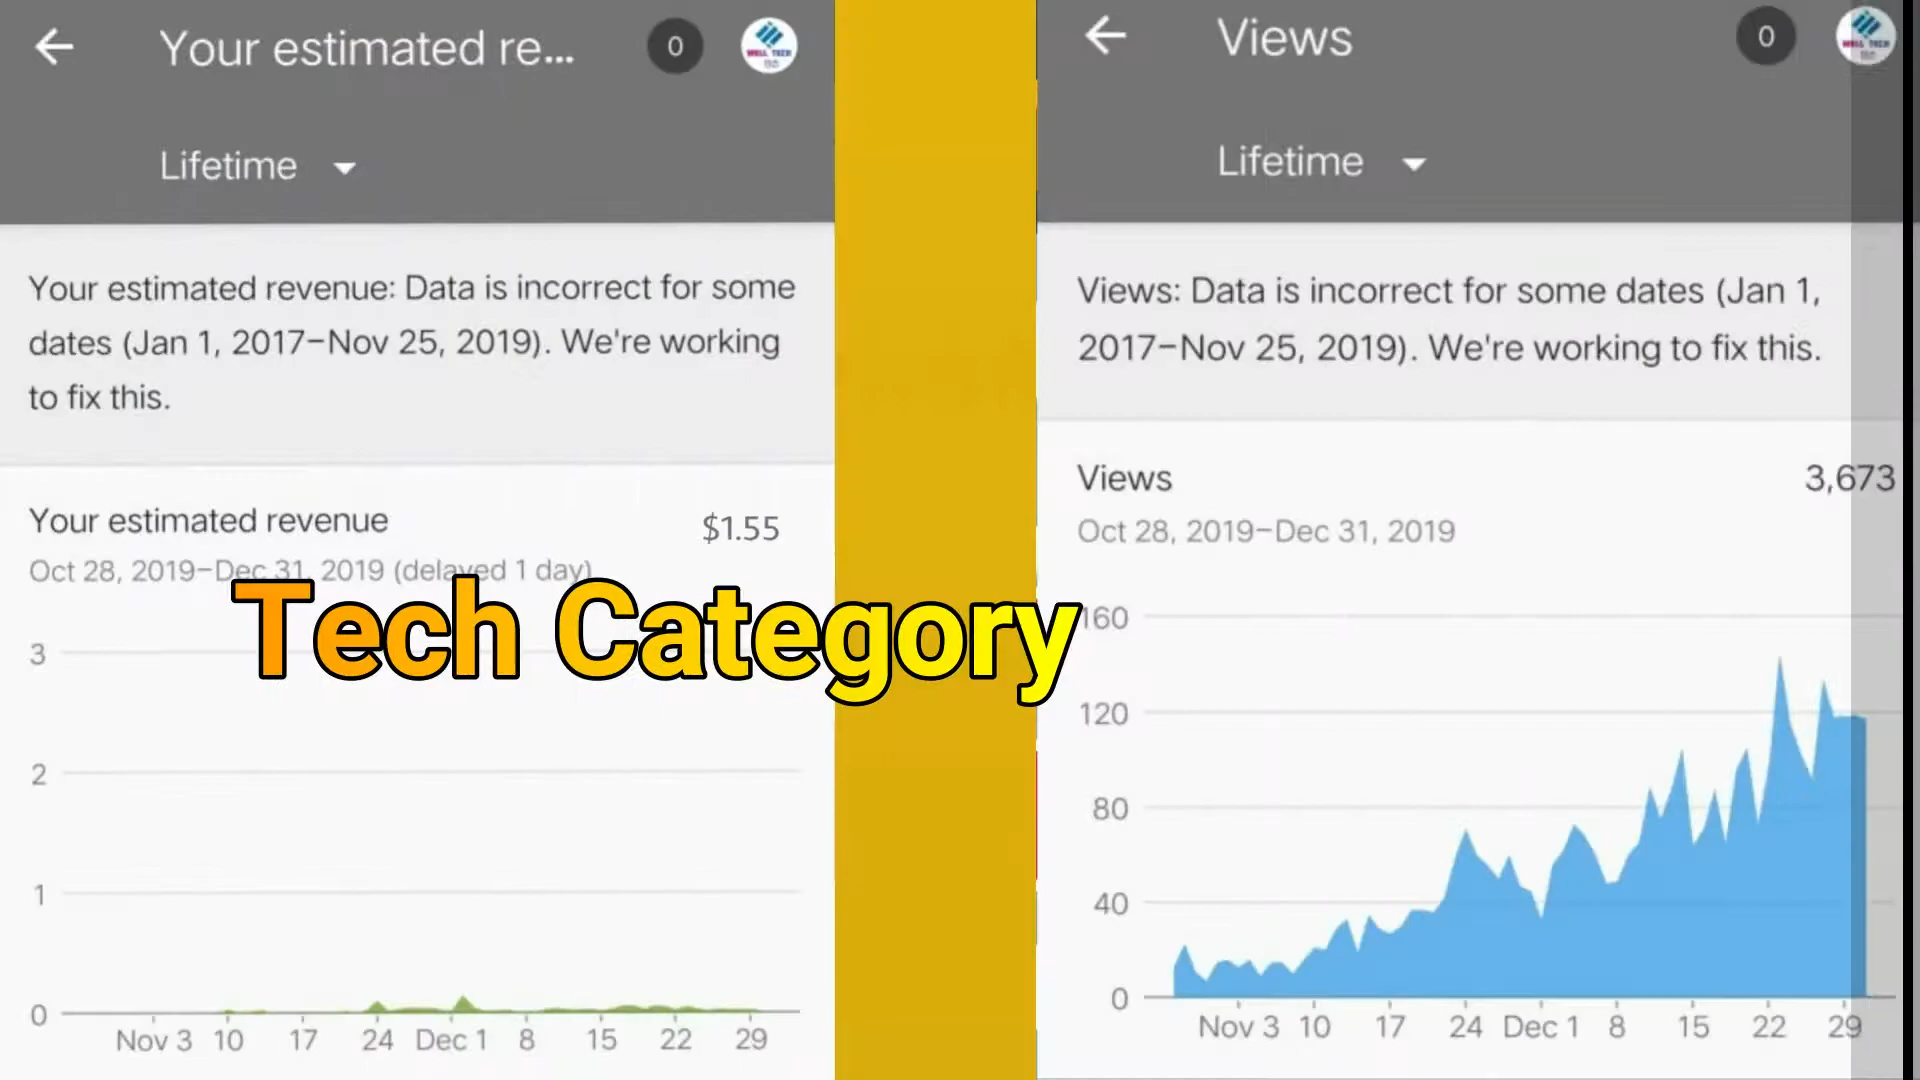 Your estimated re...
0
WELL TECH
Lifetime
Your estimated revenue: Data is incorrect for some
dates (Jan 1, 2017–Nov 25, 2019). We're working
to fix this.
Your estimated revenue
$1.55
Oct 28, 2019–Dec 31, 2019 (delayed 1 day)
3
2
1
0
Nov 3 10 17 24 Dec 1 8 15 22 29
Tech Category
Views
0
WELL TECH
Lifetime
Views: Data is incorrect for some dates (Jan 1,
2017–Nov 25, 2019). We're working to fix this.
Views
3,673
Oct 28, 2019–Dec 31, 2019
160
120
80
40
0
Nov 3 10 17 24 Dec 1 8 15 22 29